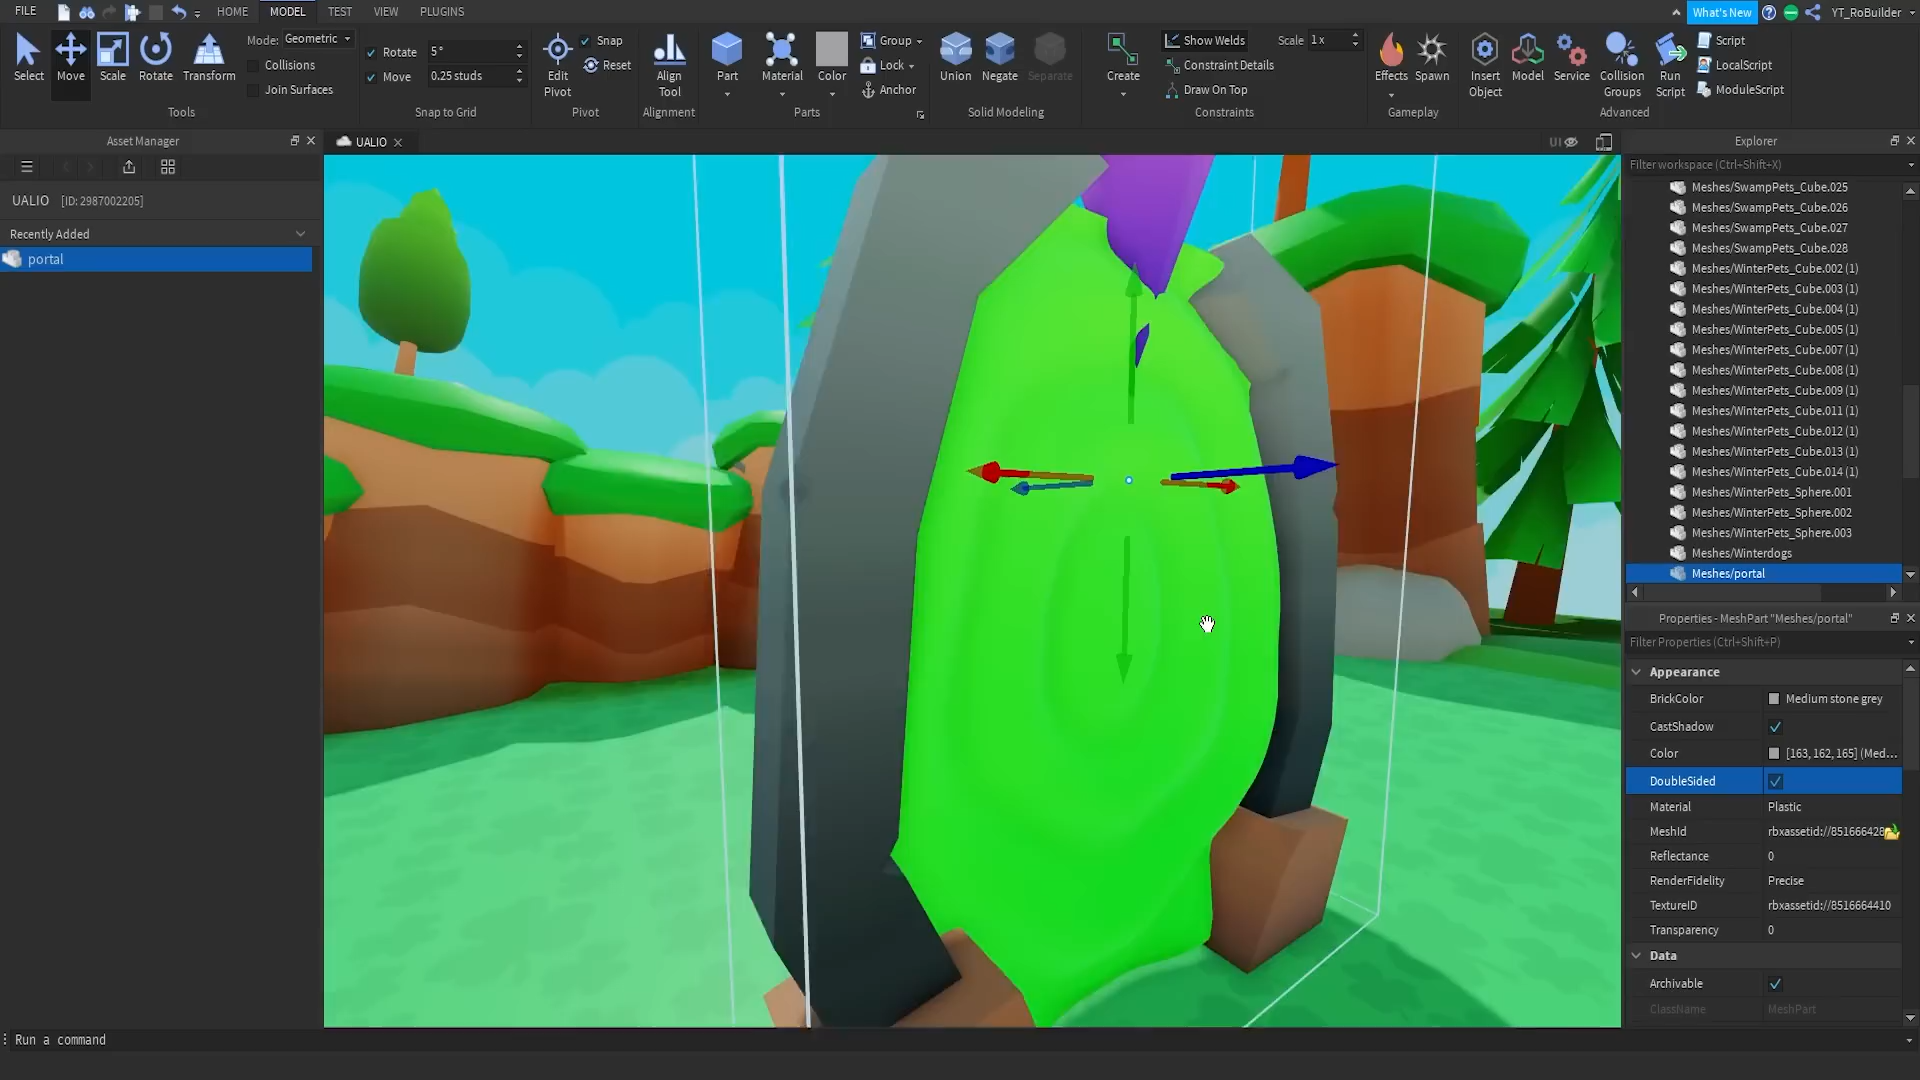 FILE
HOME
MODEL
TEST
VIEW
PLUGINS
What's New
YT_RoBuilder
Select
Move
Scale
Rotate
Transform
Mode: Geometric
Collisions
Join Surfaces
Tools
Rotate 5°
Move 0.25 studs
Snap to Grid
Edit Pivot
Snap
Reset
Pivot
Align Tool
Alignment
Part
Material
Color
Group
Lock
Anchor
Parts
Union
Negate
Separate
Solid Modeling
Create
Show Welds
Scale 1x
Constraint Details
Draw On Top
Constraints
Effects
Spawn
Gameplay
Insert Object
Model
Service
Collision Groups
Run Script
Script
LocalScript
ModuleScript
Advanced
Asset Manager
UALIO [ID: 2987002205]
Recently Added
portal
UALIO
UI
Explorer
Filter workspace (Ctrl+Shift+X)
Meshes/SwampPets_Cube.025
Meshes/SwampPets_Cube.026
Meshes/SwampPets_Cube.027
Meshes/SwampPets_Cube.028
Meshes/WinterPets_Cube.002 (1)
Meshes/WinterPets_Cube.003 (1)
Meshes/WinterPets_Cube.004 (1)
Meshes/WinterPets_Cube.005 (1)
Meshes/WinterPets_Cube.007 (1)
Meshes/WinterPets_Cube.008 (1)
Meshes/WinterPets_Cube.009 (1)
Meshes/WinterPets_Cube.011 (1)
Meshes/WinterPets_Cube.012 (1)
Meshes/WinterPets_Cube.013 (1)
Meshes/WinterPets_Cube.014 (1)
Meshes/WinterPets_Sphere.001
Meshes/WinterPets_Sphere.002
Meshes/WinterPets_Sphere.003
Meshes/Winterdogs
Meshes/portal
Properties - MeshPart "Meshes/portal"
Filter Properties (Ctrl+Shift+P)
Appearance
BrickColor Medium stone grey
CastShadow
Color [163, 162, 165] (Med...
DoubleSided
Material Plastic
MeshId rbxassetid://851666428
Reflectance 0
RenderFidelity Precise
TextureID rbxassetid://8516664410
Transparency 0
Data
Archivable
ClassName MeshPart
Run a command